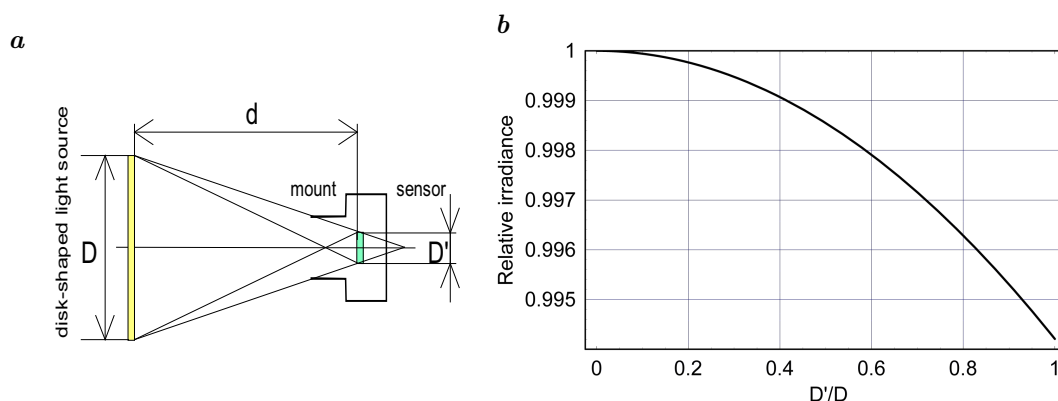 a
disk-shaped light source
d
mount
sensor
D
D'
b
Relative irradiance
1
0.999
0.998
0.997
0.996
0.995
0
0.2
0.4
0.6
0.8
1
D'/D